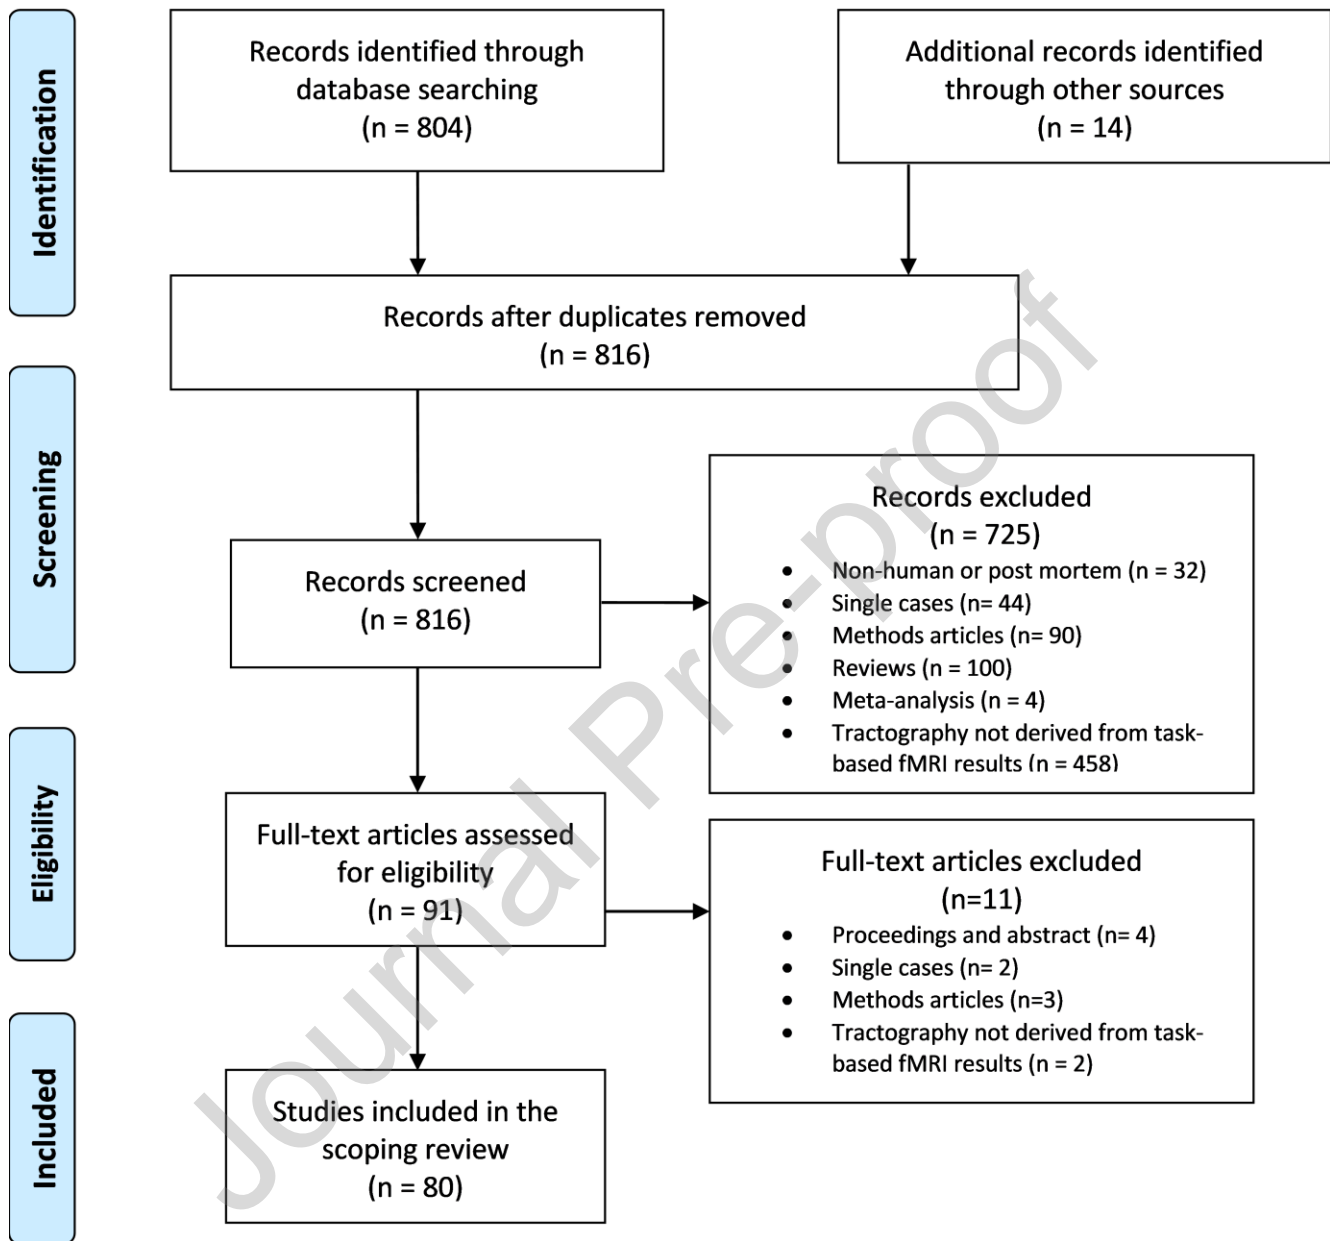 Identification
Records identified through
database searching
(n = 804)
Additional records identified
through other sources
(n = 14)
Records after duplicates removed
(n = 816)
Screening
Records screened
(n = 816)
Records excluded
(n = 725)
• Non-human or post mortem (n = 32)
• Single cases (n= 44)
• Methods articles (n= 90)
• Reviews (n = 100)
• Meta-analysis (n = 4)
• Tractography not derived from task-
based fMRI results (n = 458)
Eligibility
Full-text articles assessed
for eligibility
(n = 91)
Full-text articles excluded
(n=11)
• Proceedings and abstract (n= 4)
• Single cases (n= 2)
• Methods articles (n=3)
• Tractography not derived from task-
based fMRI results (n = 2)
Included
Studies included in the
scoping review
(n = 80)
Journal Pre-proof